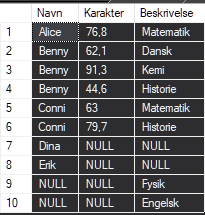 Navn Karakter Beskrivelse
1 Alice 76,8 Matematik
2 Benny 62,1 Dansk
3 Benny 91,3 Kemi
4 Benny 44,6 Historie
5 Conni 63 Matematik
6 Conni 79,7 Historie
7 Dina NULL NULL
8 Erik NULL NULL
9 NULL NULL Fysik
10 NULL NULL Engelsk